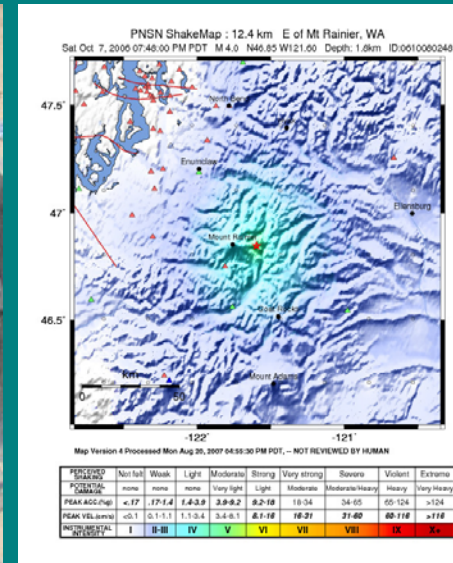 PNSN ShakeMap : 12.4 km E of Mt Rainier, WA
Sat Oct 7, 2006 07:48:00 PM PDT M 4.0 N46.85 W121.60 Depth: 1.8km ID:0610080248
47.5°
47°
46.5°
Enumclaw
Ellensburg
Mount
Goat Rocks
Mount Adams
km
0 50
-122° -121°
Map Version 4 Processed Mon Aug 20, 2007 04:55:30 PM PDT, -- NOT REVIEWED BY HUMAN
PERCEIVED SHAKING Not felt Weak Light Moderate Strong Very strong Severe Violent Extreme
POTENTIAL DAMAGE none none none Very light Light Moderate Moderate/Heavy Heavy Very Heavy
PEAK ACC.(%g) <.17 .17-1.4 1.4-3.9 3.9-9.2 9.2-18 18-34 34-65 65-124 >124
PEAK VEL.(cm/s) <0.1 0.1-1.1 1.1-3.4 3.4-8.1 8.1-16 16-31 31-60 60-116 >116
INSTRUMENTAL INTENSITY I II-III IV V VI VII VIII IX X+